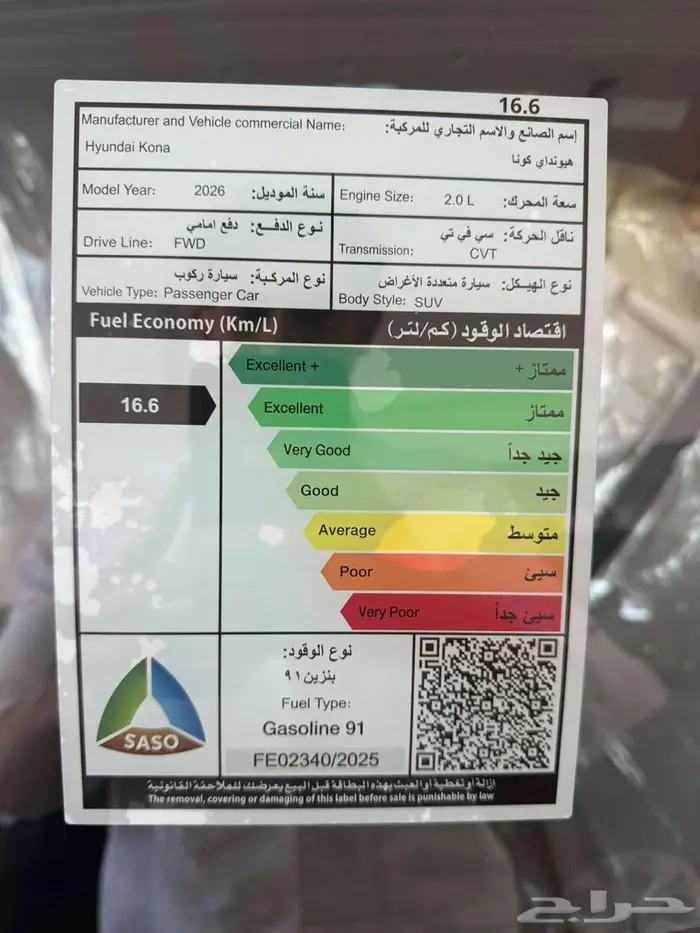 16.6
Manufacturer and Vehicle commercial Name: إسم الصانع والاسم التجاري للمركبة:
Hyundai Kona هيونداي كونا
Model Year: 2026 سنة الموديل:
Engine Size: 2.0 L سعة المحرك:
نوع الدفع: دفع امامي
Drive Line: FWD
ناقل الحركة: سي في تي
Transmission: CVT
نوع المركبة: سيارة ركوب
Vehicle Type: Passenger Car
نوع الهيكل: سيارة متعددة الأغراض
Body Style: SUV
Fuel Economy (Km/L) اقتصاد الوقود (كم/لتر)
Excellent + ممتاز +
16.6
Excellent ممتاز
Very Good جيد جداً
Good جيد
Average متوسط
Poor سيئ
Very Poor سيئ جداً
SASO
نوع الوقود:
بنزين ٩١
Fuel Type:
Gasoline 91
FE02340/2025
إزالة أو تغطية أو العبث بهذه البطاقة قبل البيع يعرضك للملاحقة القانونية
The removal, covering or damaging of this label before sale is punishable by law
حراج